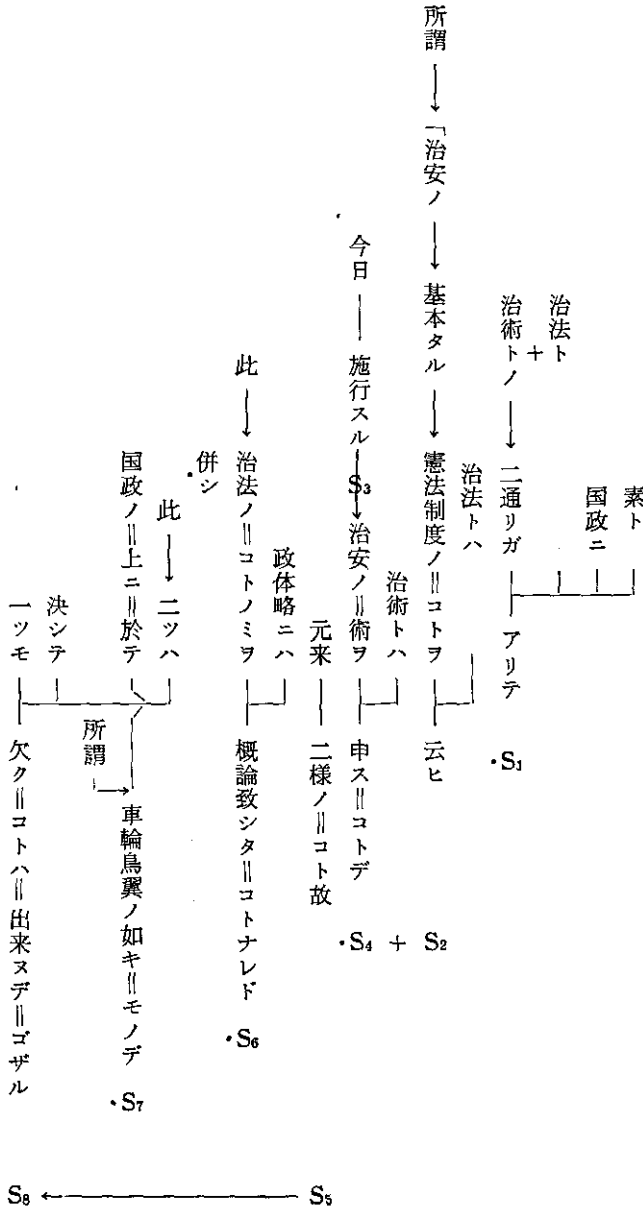 素ト
国政ニ
治法ト
+
治術トノ → 二通リガ アリテ ・S₁
治法トハ
所謂 → 「治安ノ → 基本タル → 憲法制度ノ‖コトヲ 云ヒ
S₂
+
治術トハ
今日 施行スル → 治安ノ‖術ヲ 申ス‖コトデ ・S₄
S₃
元来 二様ノ‖コト故
S₅
政体略ニハ
此 → 治法ノ‖コトノミヲ 概論致シタ‖コトナレド ・S₆
・併シ
此 → 二ツハ
国政ノ‖上ニ‖於テ
所謂 → 車輪鳥翼ノ如キ‖モノデ ・S₇
決シテ
一ツモ 欠ク‖コトハ‖出来ヌデ‖ゴザル
S₈